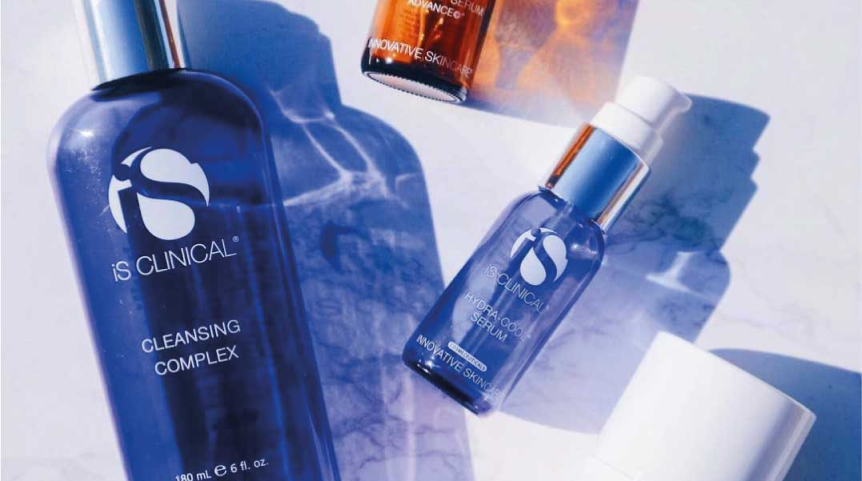 SERUM
ADVANCE+®
INNOVATIVE SKINCARE
iS
iS CLINICAL®
CLEANSING
COMPLEX
180 mL e 6 fl. oz.
iS
iS CLINICAL®
HYDRA-COOL®
SERUM
INNOVATIVE SKINCARE